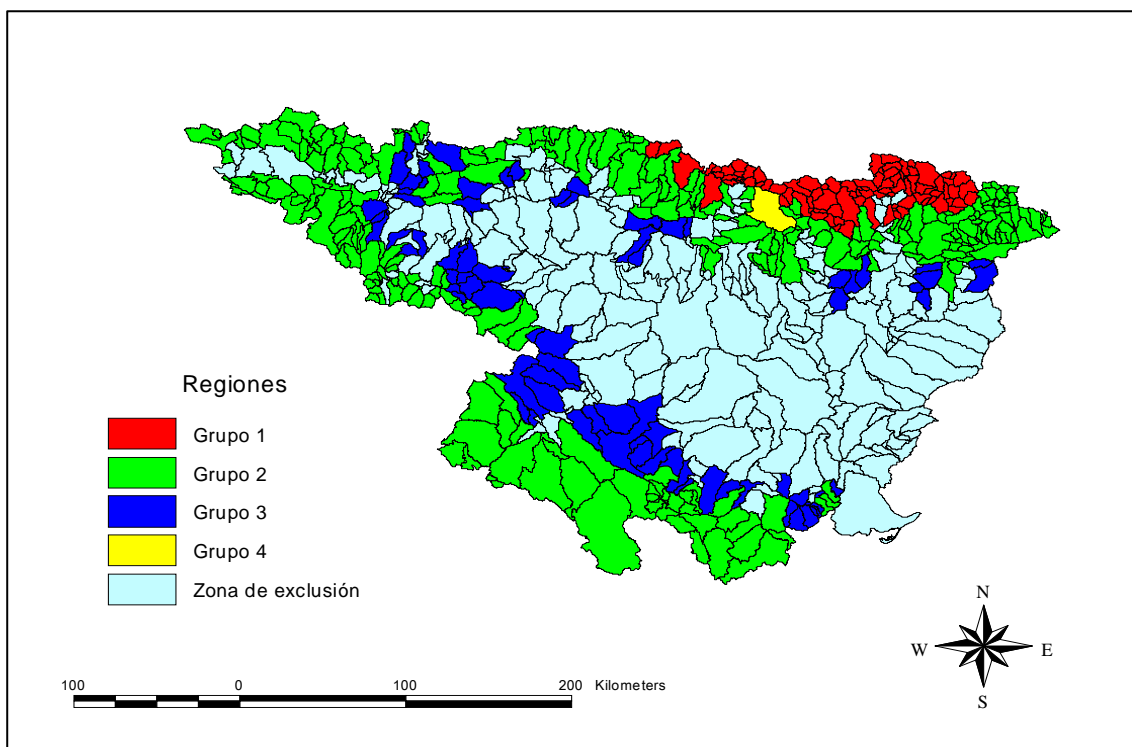 Regiones
Grupo 1
Grupo 2
Grupo 3
Grupo 4
Zona de exclusión
100 0 100 200 Kilometers
N
W E
S